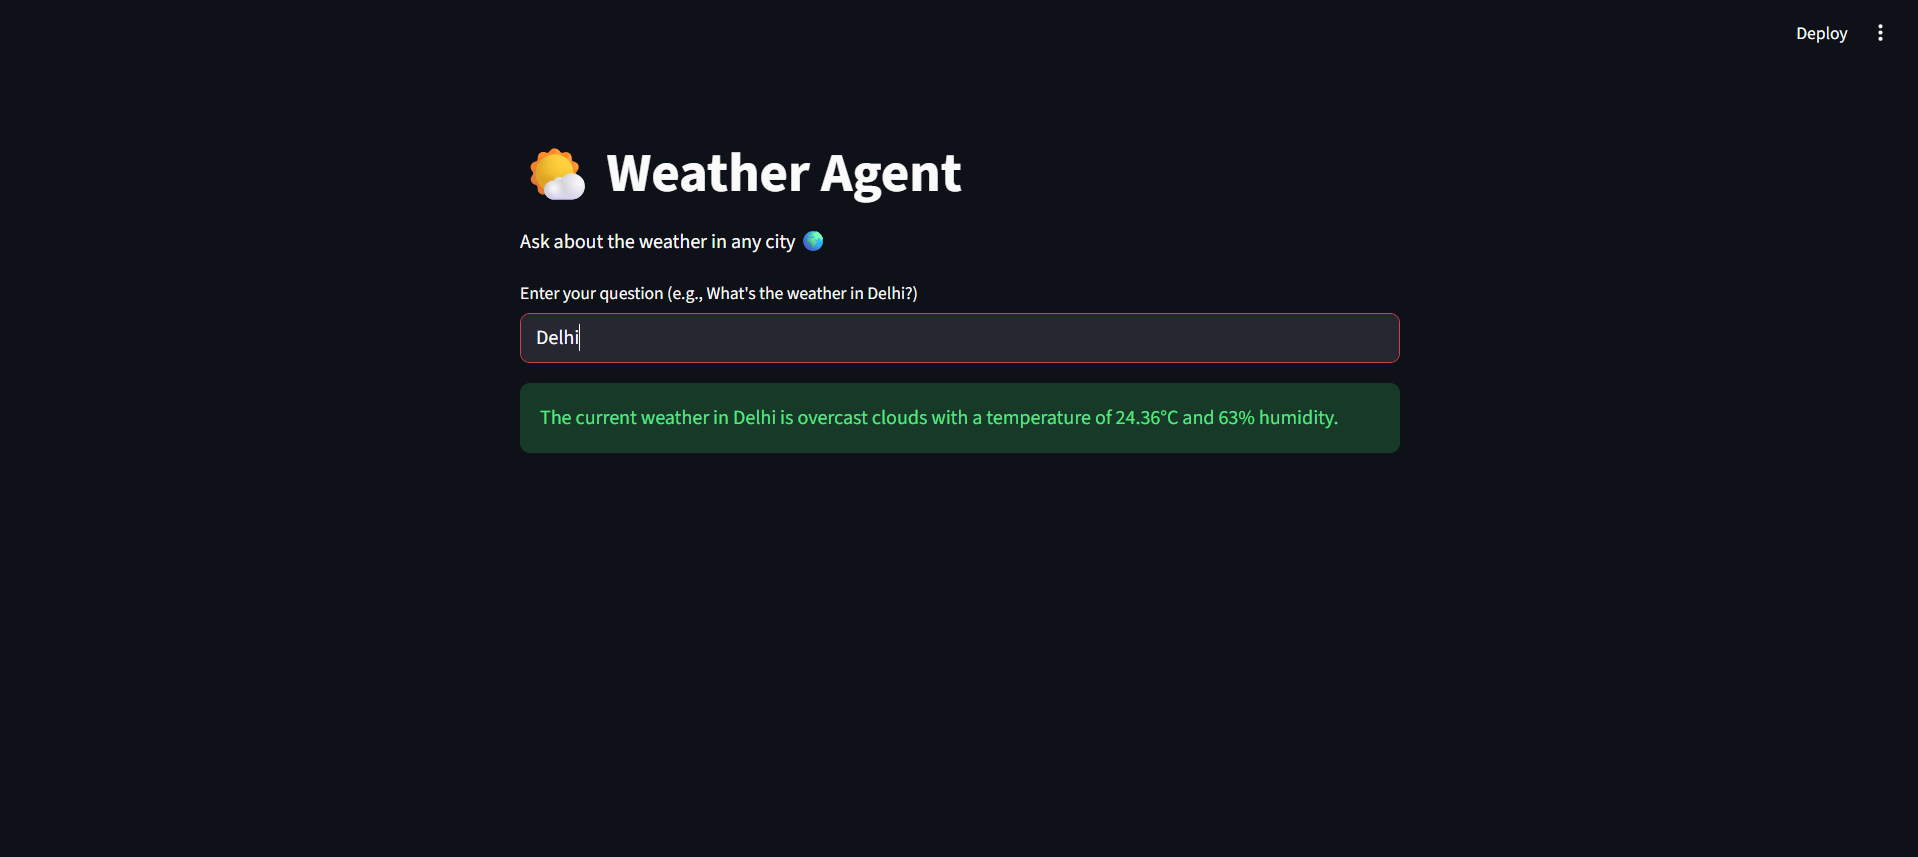 Deploy
Weather Agent
Ask about the weather in any city
Enter your question (e.g., What's the weather in Delhi?)
Delhi
The current weather in Delhi is overcast clouds with a temperature of 24.36°C and 63% humidity.